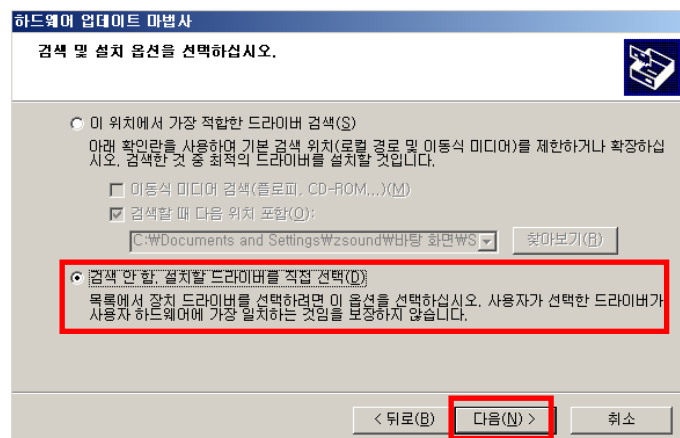 하드웨어 업데이트 마법사
검색 및 설치 옵션을 선택하십시오.
이 위치에서 가장 적합한 드라이버 검색(S)
아래 확인란을 사용하여 기본 검색 위치(로컬 경로 및 이동식 미디어)를 제한하거나 확장하십
시오. 검색한 것 중 최적의 드라이버를 설치할 것입니다.
이동식 미디어 검색(플로피, CD-ROM...)(M)
검색할 때 다음 위치 포함(O):
C:₩Documents and Settings₩zsound₩바탕 화면₩S
찾아보기(R)
검색 안 함. 설치할 드라이버를 직접 선택(D)
목록에서 장치 드라이버를 선택하려면 이 옵션을 선택하십시오. 사용자가 선택한 드라이버가
사용자 하드웨어에 가장 일치하는 것임을 보장하지 않습니다.
< 뒤로(B)
다음(N) >
취소